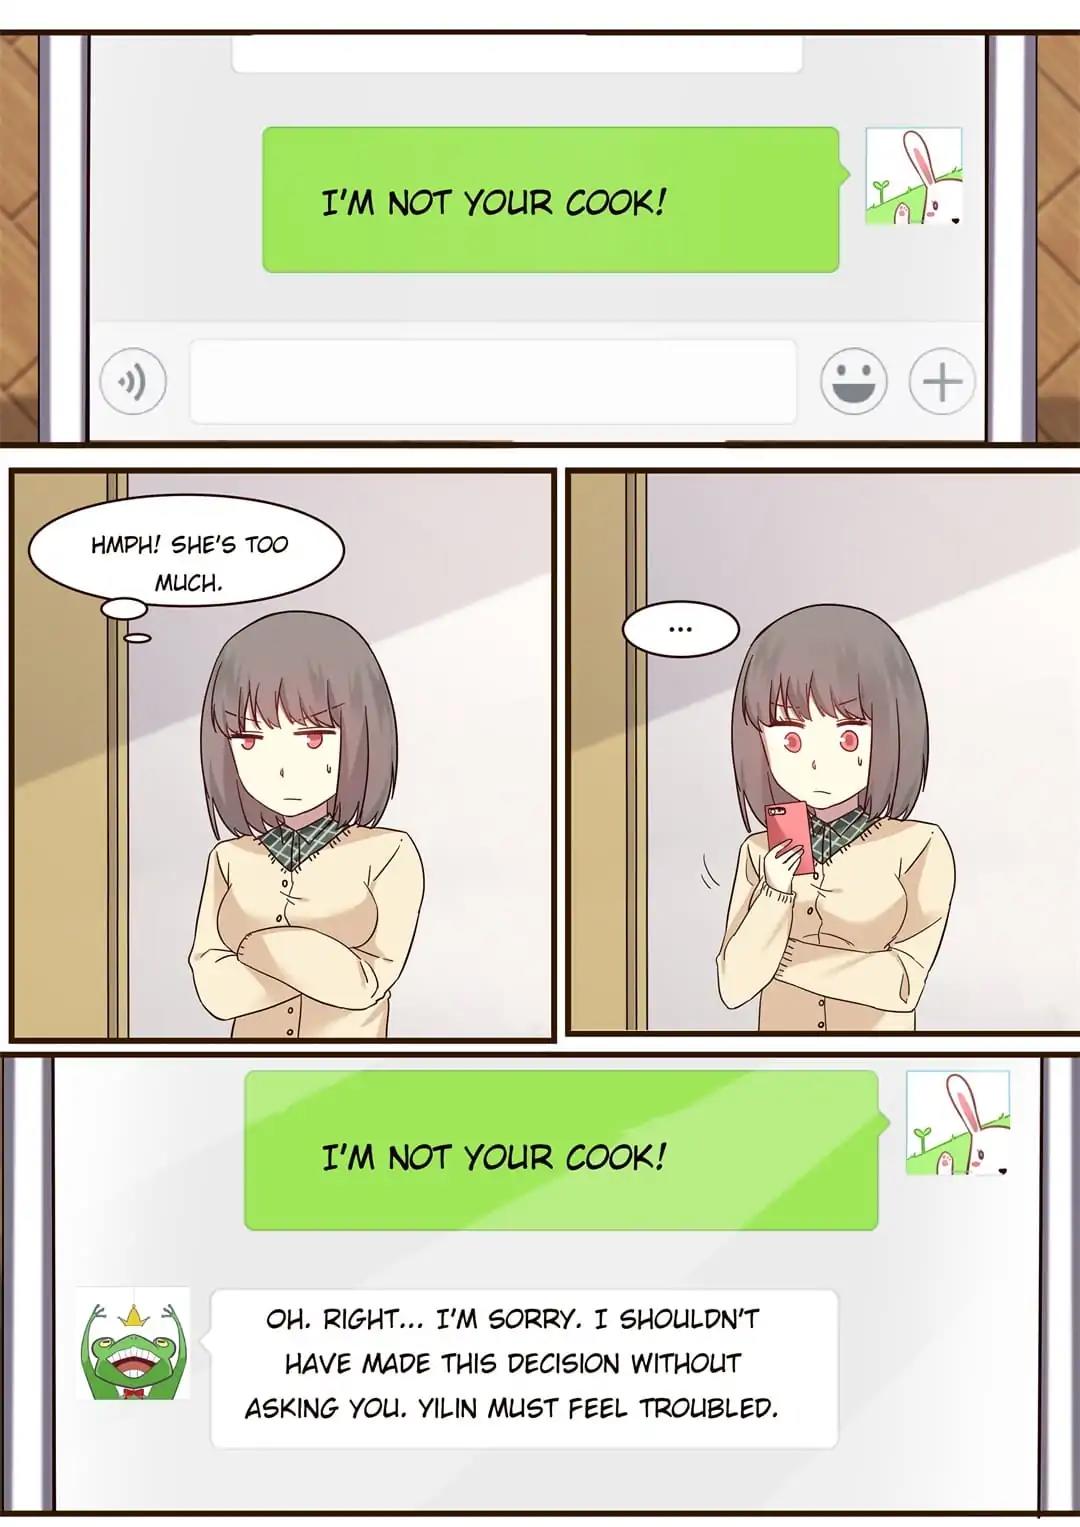 I'M NOT YOUR COOK!
HMPH! SHE'S TOO
MUCH.
...
I'M NOT YOUR COOK!
OH. RIGHT... I'M SORRY. I SHOULDN'T
HAVE MADE THIS DECISION WITHOUT
ASKING YOU. YILIN MUST FEEL TROUBLED.